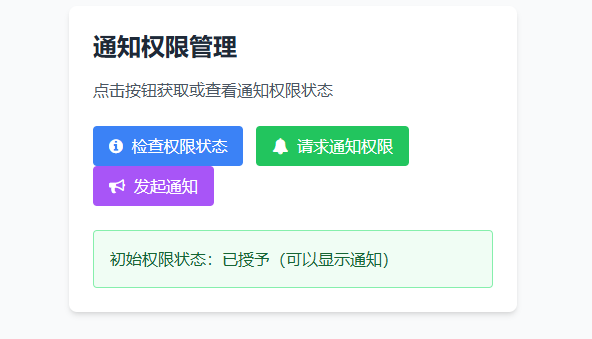 通知权限管理
点击按钮获取或查看通知权限状态
检查权限状态 请求通知权限
发起通知
初始权限状态：已授予（可以显示通知）